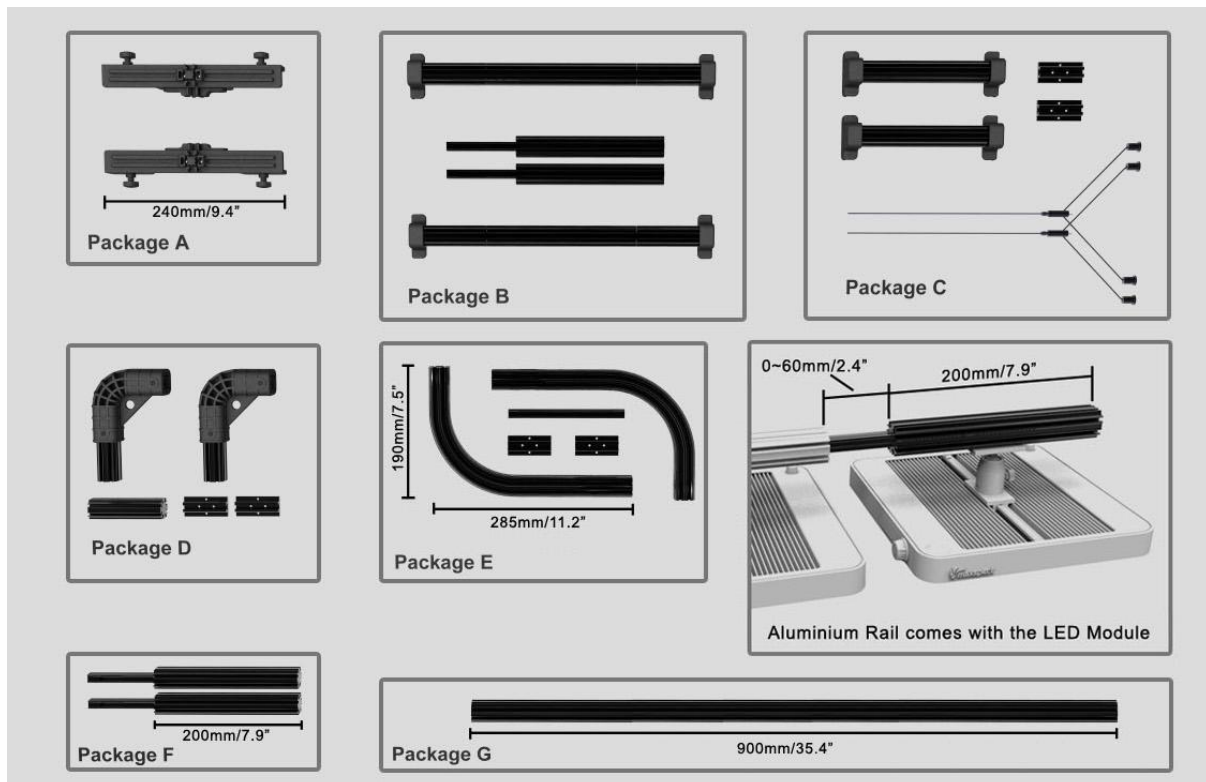 240mm/9.4”
Package A
Package B
Package C
Package D
190mm/7.5”
285mm/11.2”
Package E
0~60mm/2.4”
200mm/7.9”
Aluminium Rail comes with the LED Module
200mm/7.9”
Package F
Package G
900mm/35.4”